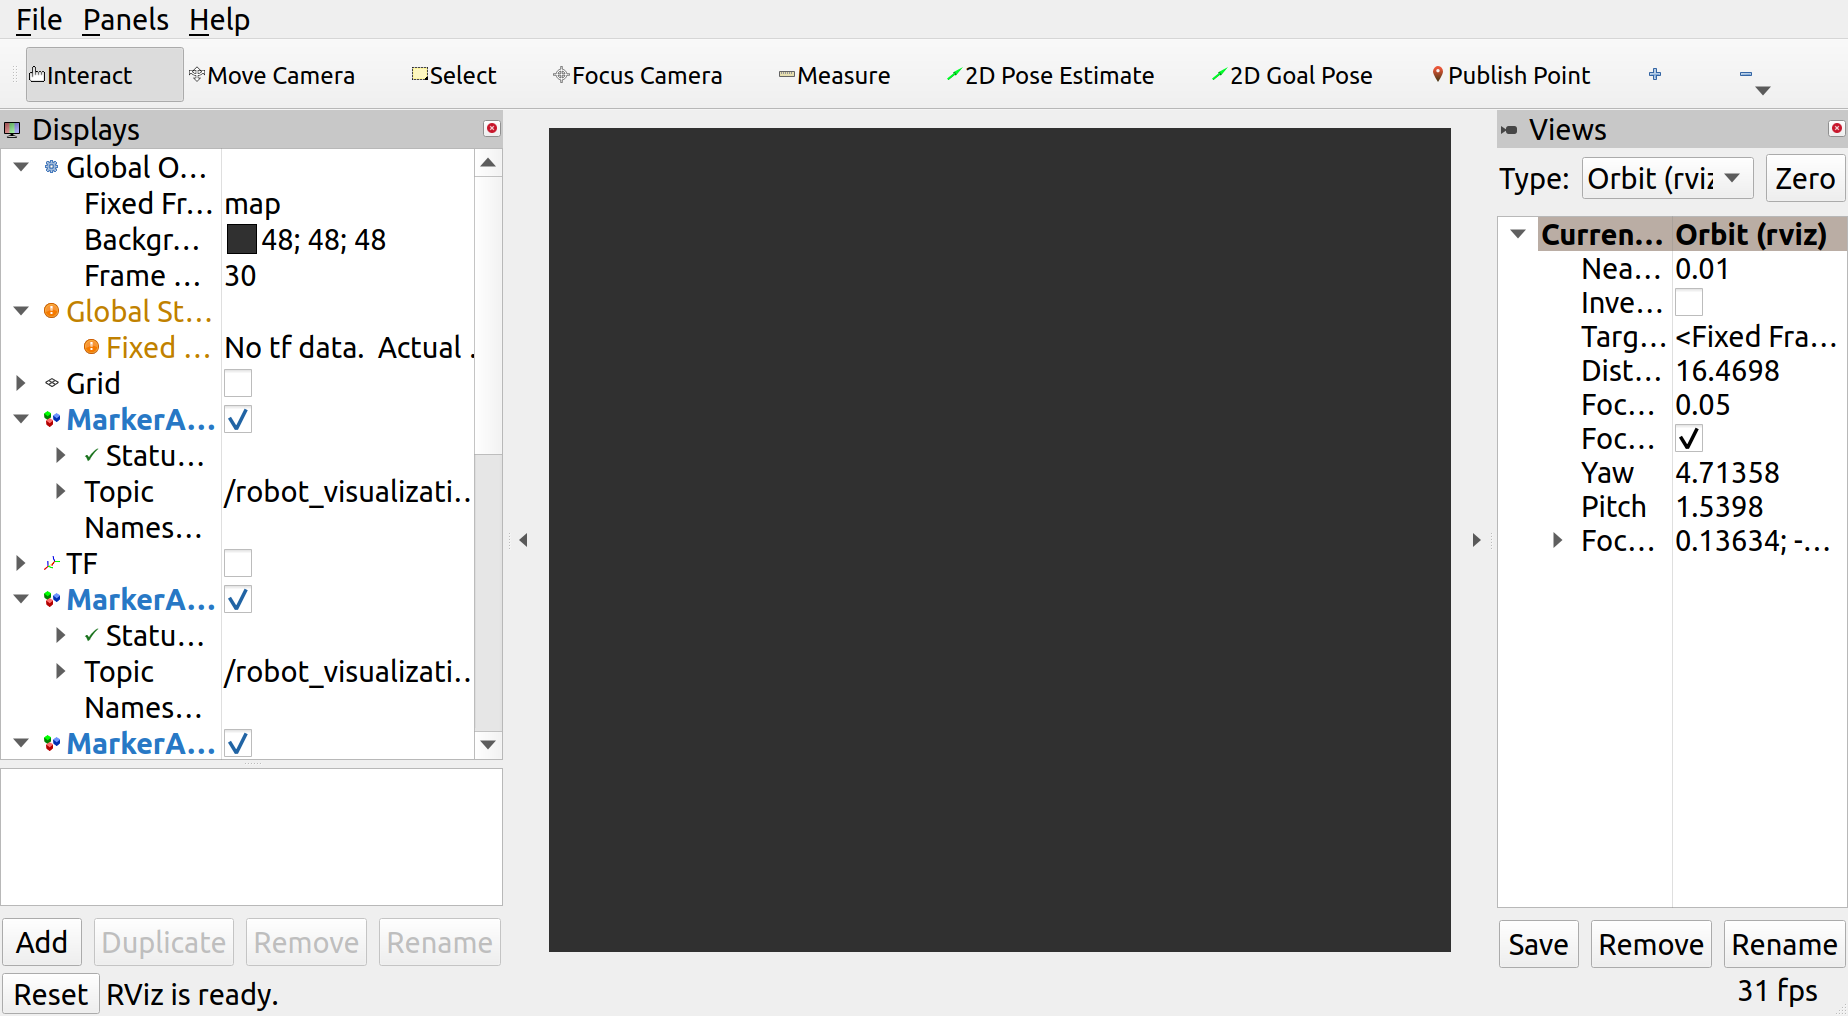 File Panels Help
Interact Move Camera Select Focus Camera Measure 2D Pose Estimate 2D Goal Pose Publish Point
Displays
Global O...
Fixed Fr... map
Backgr... 48; 48; 48
Frame ... 30
Global St...
Fixed ... No tf data.  Actual .
Grid
MarkerA...
Statu...
Topic /robot_visualizati..
Names...
TF
MarkerA...
Statu...
Topic /robot_visualizati..
Names...
MarkerA...
Add Duplicate Remove Rename
Reset RViz is ready.
Views
Type: Orbit (rviz Zero
Curren... Orbit (rviz)
Nea... 0.01
Inve...
Targ... <Fixed Fra...
Dist... 16.4698
Foc... 0.05
Foc...
Yaw 4.71358
Pitch 1.5398
Foc... 0.13634; -...
Save Remove Rename
31 fps